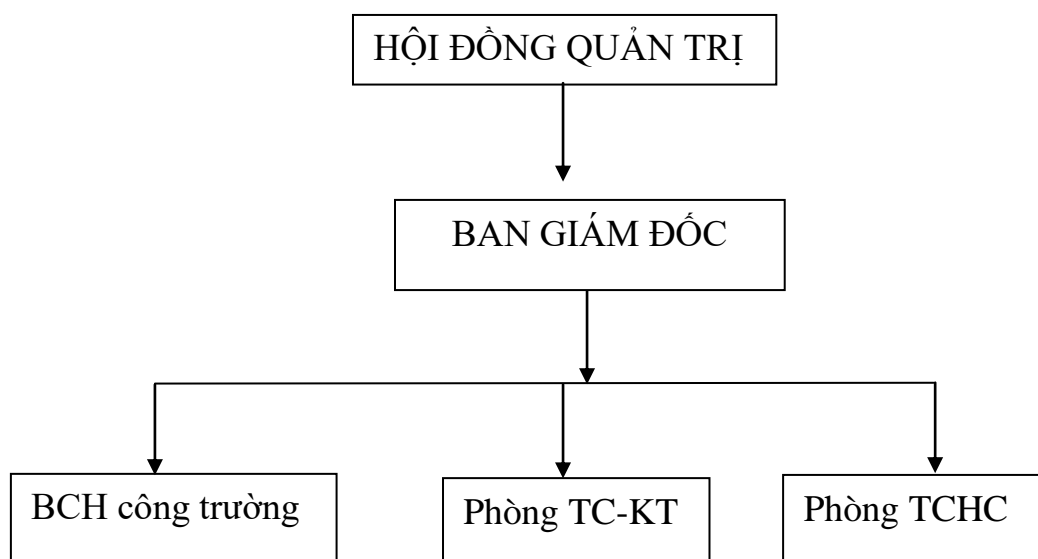 HỘI ĐỒNG QUẢN TRỊ
BAN GIÁM ĐỐC
BCH công trường
Phòng TC-KT
Phòng TCHC